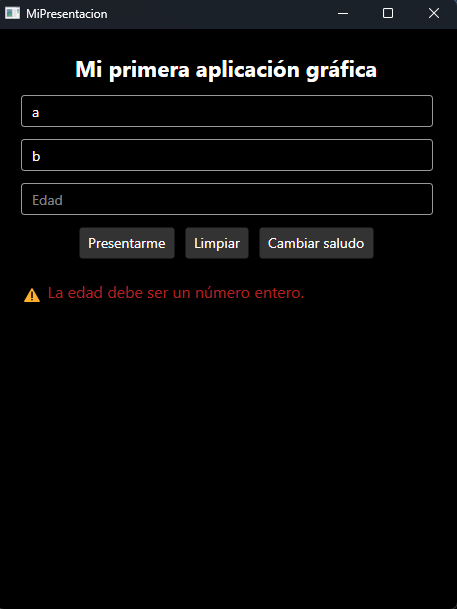 MiPresentacion
Mi primera aplicación gráfica
a
b
Edad
Presentarme Limpiar Cambiar saludo
⚠ La edad debe ser un número entero.